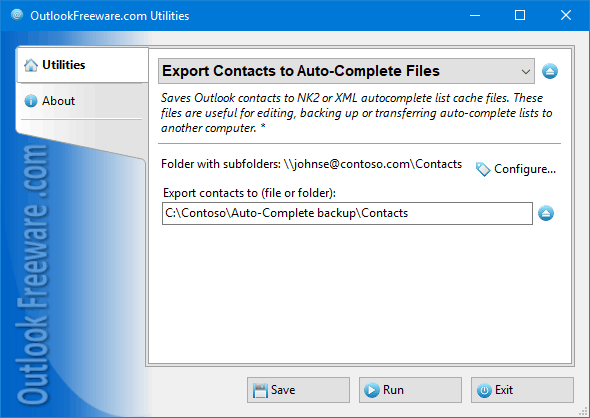 OutlookFreeware.com Utilities
Utilities
About
Export Contacts to Auto-Complete Files
Saves Outlook contacts to NK2 or XML autocomplete list cache files. These
files are useful for editing, backing up or transferring auto-complete lists to
another computer. *
Folder with subfolders: \\johnse@contoso.com\Contacts
Configure...
Export contacts to (file or folder):
C:\Contoso\Auto-Complete backup\Contacts
Outlook Freeware .com
Save
Run
Exit